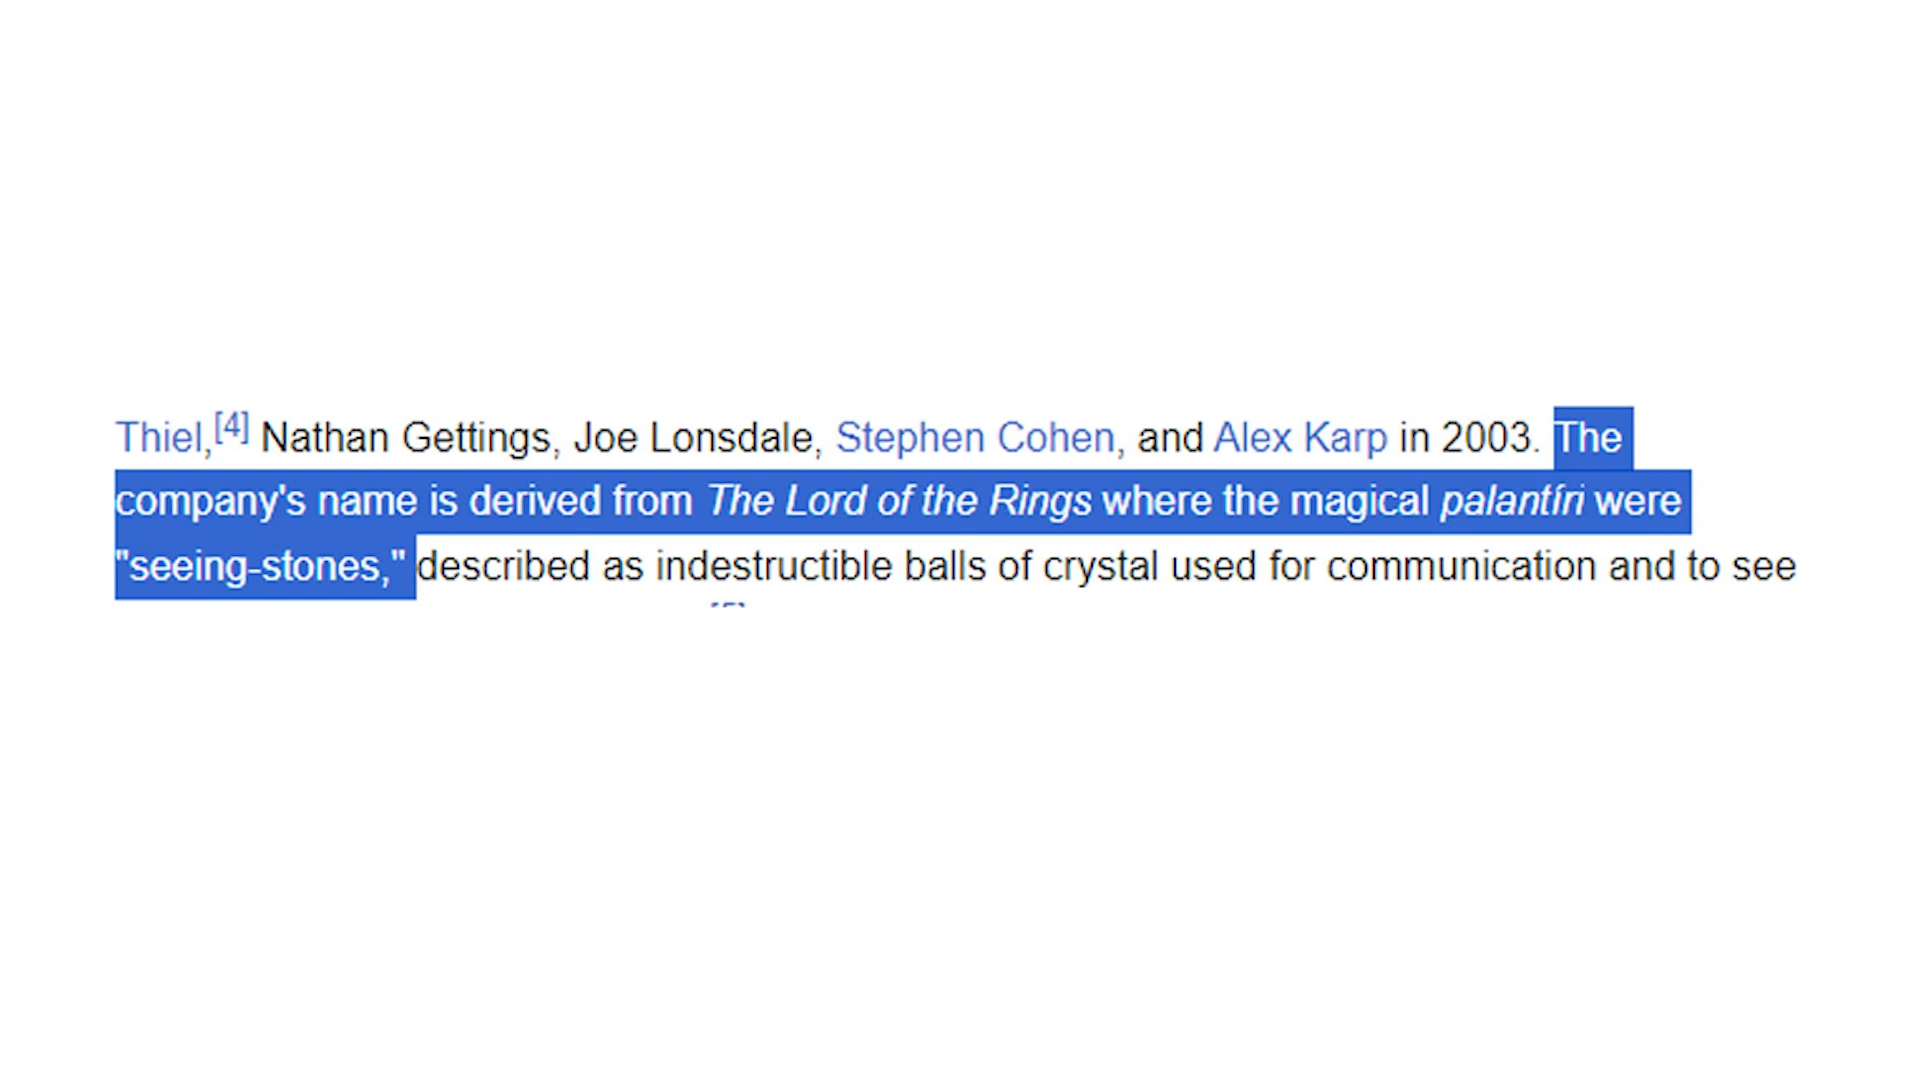 Thiel,[4] Nathan Gettings, Joe Lonsdale, Stephen Cohen, and Alex Karp in 2003. The
company's name is derived from The Lord of the Rings where the magical palantíri were
"seeing-stones," described as indestructible balls of crystal used for communication and to see